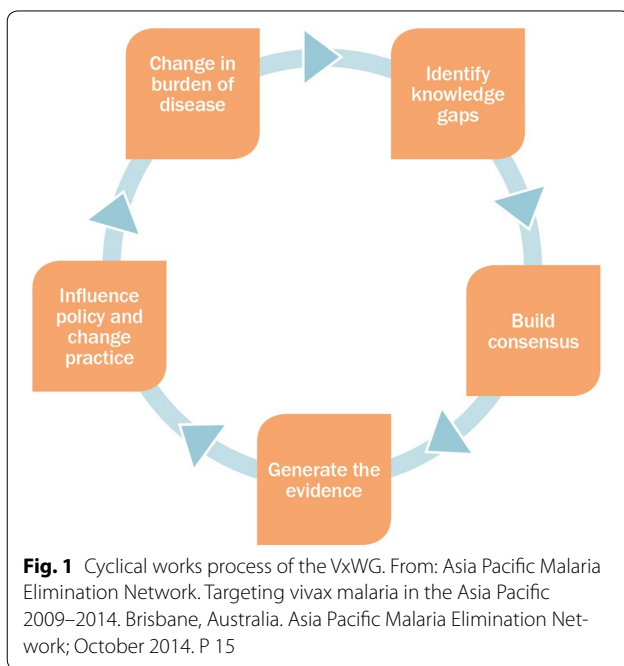 Change in
burden of
disease
Identify
knowledge
gaps
Build
consensus
Generate the
evidence
Influence
policy and
change
practice
Fig. 1 Cyclical works process of the VxWG. From: Asia Pacific Malaria
Elimination Network. Targeting vivax malaria in the Asia Pacific
2009–2014. Brisbane, Australia. Asia Pacific Malaria Elimination Net-
work; October 2014. P 15